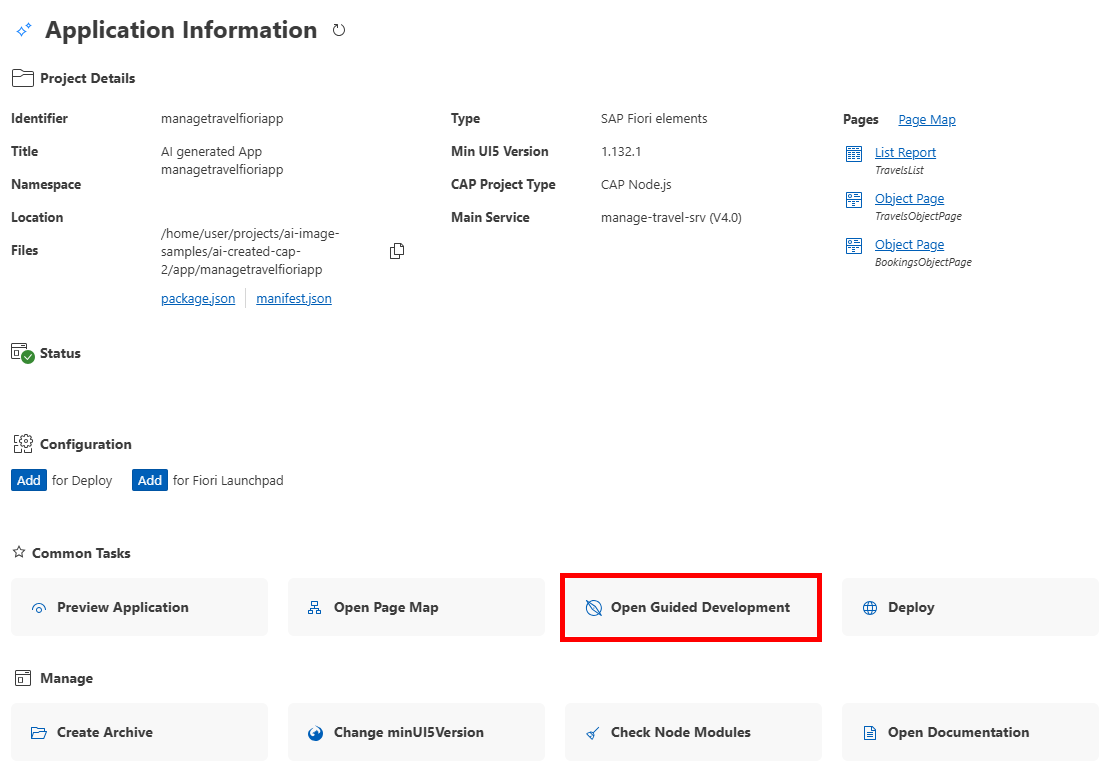 Application Information
Project Details
Identifier
managetravelfioriapp
Title
AI generated App
managetravelfioriapp
Namespace
Location
/home/user/projects/ai-image-
samples/ai-created-cap-
2/app/managetravelfioriapp
Files
package.json
manifest.json
Type
SAP Fiori elements
Min UI5 Version
1.132.1
CAP Project Type
CAP Node.js
Main Service
manage-travel-srv (V4.0)
Pages
Page Map
List Report
TravelsList
Object Page
TravelsObjectPage
Object Page
BookingsObjectPage
Status
Configuration
Add for Deploy
Add for Fiori Launchpad
Common Tasks
Preview Application
Open Page Map
Open Guided Development
Deploy
Manage
Create Archive
Change minUI5Version
Check Node Modules
Open Documentation